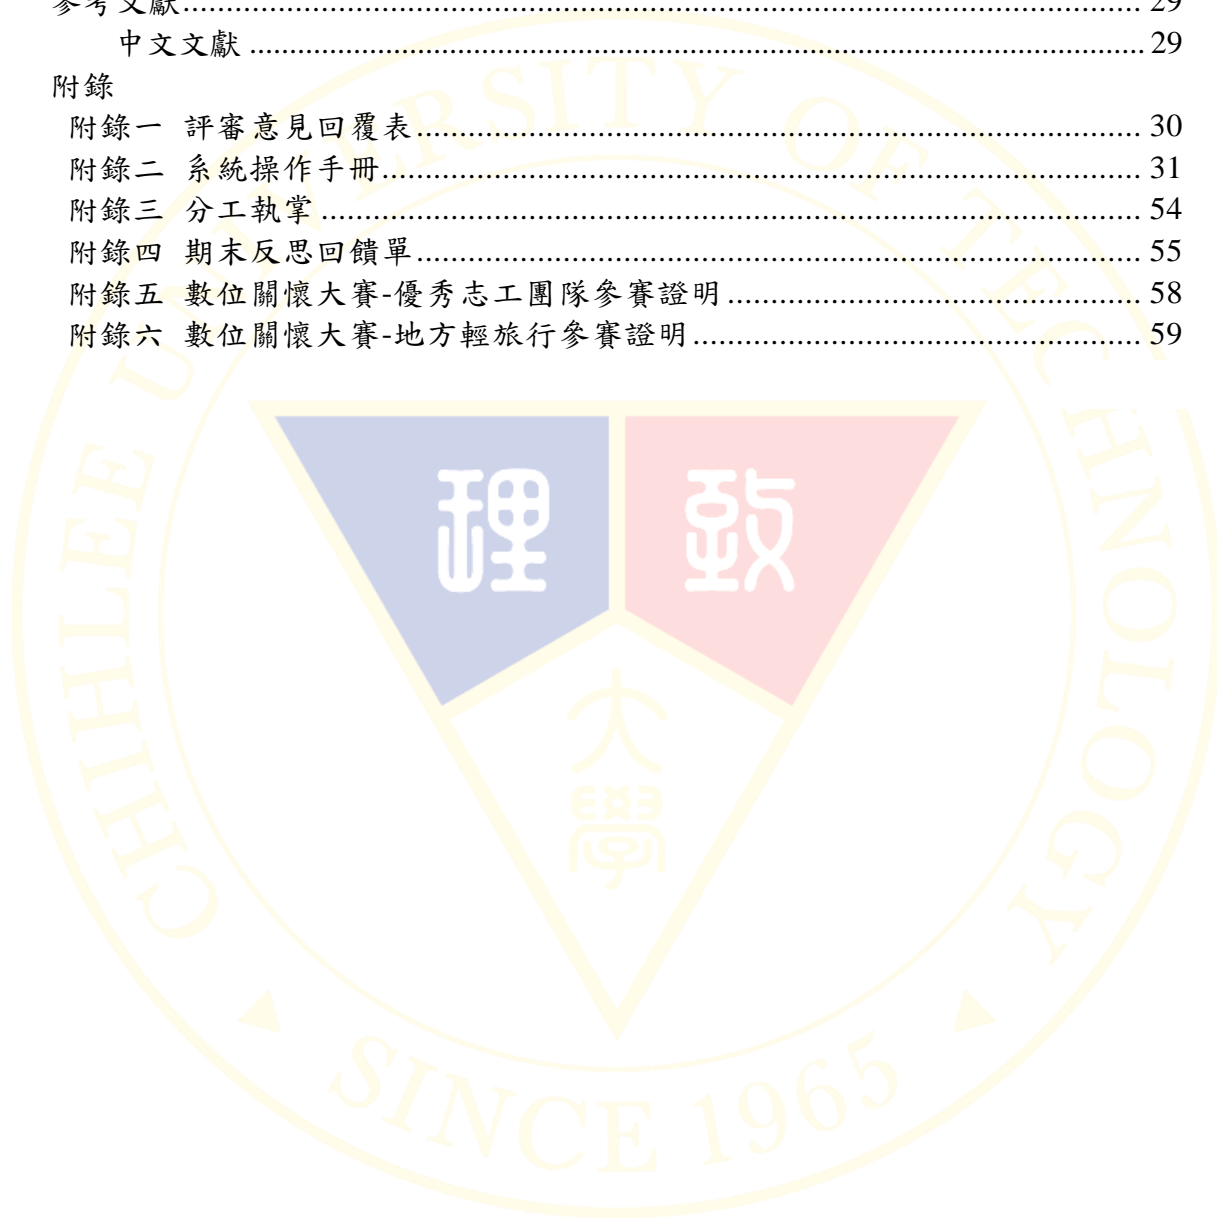 參考文獻........................................................ 29
中文文獻........................................................ 29
附錄
附錄一 評審意見回覆表........................................................ 30
附錄二 系統操作手冊........................................................ 31
附錄三 分工執掌........................................................ 54
附錄四 期末反思回饋單........................................................ 55
附錄五 數位關懷大賽-優秀志工團隊參賽證明........................................................ 58
附錄六 數位關懷大賽-地方輕旅行參賽證明........................................................ 59
CHIHLEE UNIVERSITY OF TECHNOLOGY
理 致
大
學
SINCE 1965